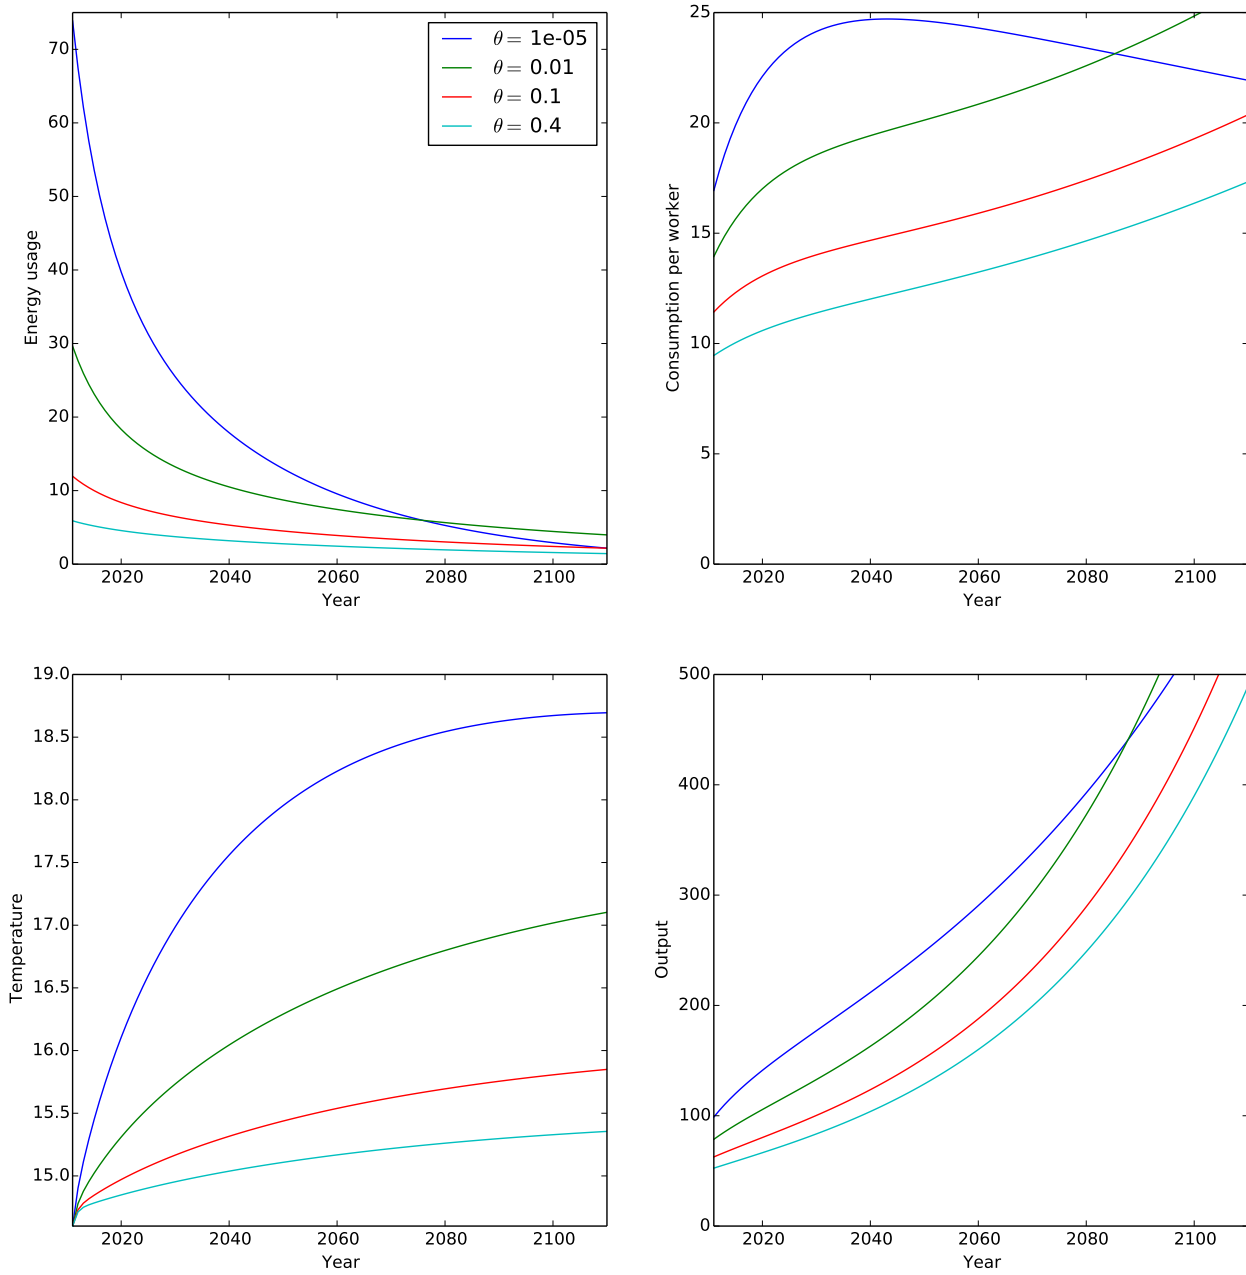 70
60
50
40
30
20
10
0
Energy usage
2020 2040 2060 2080 2100
Year
θ = 1e-05
θ = 0.01
θ = 0.1
θ = 0.4
25
20
15
10
5
0
Consumption per worker
2020 2040 2060 2080 2100
Year
19.0
18.5
18.0
17.5
17.0
16.5
16.0
15.5
15.0
Temperature
2020 2040 2060 2080 2100
Year
500
400
300
200
100
0
Output
2020 2040 2060 2080 2100
Year